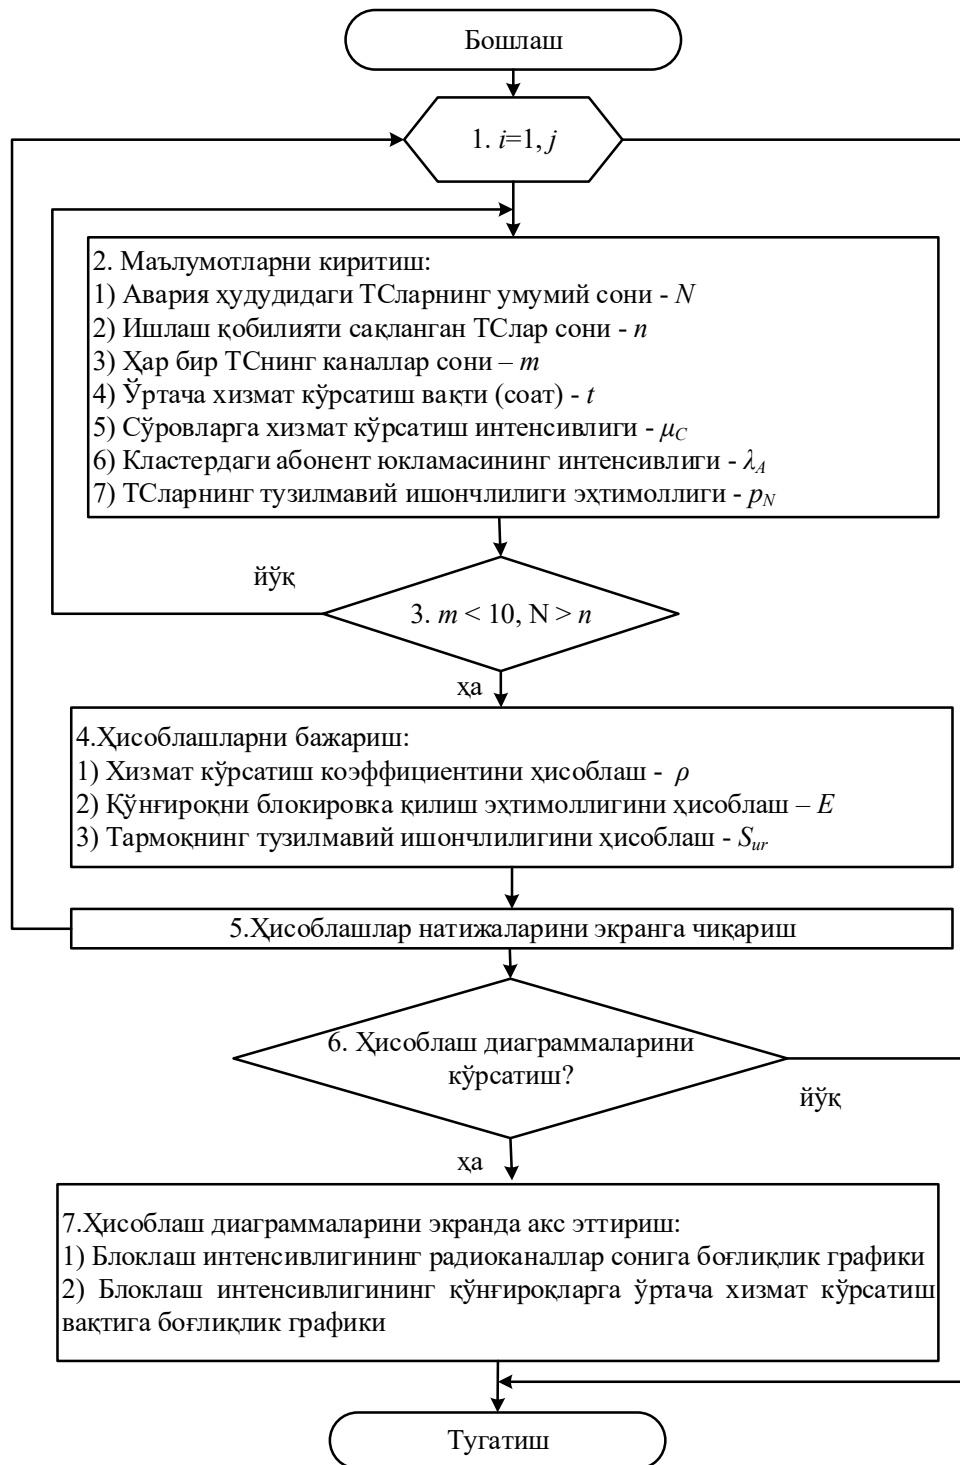 Бошлаш
1. i=1, j
2. Маълумотларни киритиш:
1) Авария ҳудудидаги ТСларнинг умумий сони - N
2) Ишлаш қобилияти сақланган ТСлар сони - n
3) Ҳар бир ТСнинг каналлар сони – m
4) Ўртача хизмат кўрсатиш вақти (соат) - t
5) Сўровларга хизмат кўрсатиш интенсивлиги - μC
6) Кластердаги абонент юкламасининг интенсивлиги - λA
7) ТСларнинг тузилмавий ишончлилиги эҳтимоллиги - pN
йўқ
3. m < 10, N > n
ҳа
4.Ҳисоблашларни бажариш:
1) Хизмат кўрсатиш коэффициентини ҳисоблаш - ρ
2) Қўнғироқни блокировка қилиш эҳтимоллигини ҳисоблаш – E
3) Тармоқнинг тузилмавий ишончлилигини ҳисоблаш - Sur
5.Ҳисоблашлар натижаларини экранга чиқариш
6. Ҳисоблаш диаграммаларини
кўрсатиш?
йўқ
ҳа
7.Ҳисоблаш диаграммаларини экранда акс эттириш:
1) Блоклаш интенсивлигининг радиоканаллар сонига боғлиқлик графики
2) Блоклаш интенсивлигининг қўнғироқларга ўртача хизмат кўрсатиш
вақтига боғлиқлик графики
Тугатиш